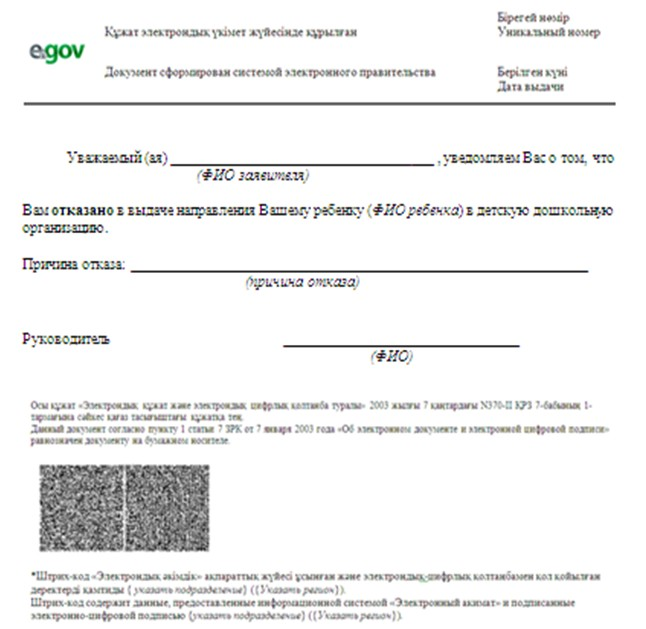 e.gov
Құжат электрондық үкімет жүйесінде құрылған
Документ сформирован системой электронного правительства
Бірегей нөмір
Уникальный номер
Берілген күні
Дата выдачи
Уважаемый (ая) ________________________________ , уведомляем Вас о том, что
(ФИО заявителя)
Вам отказано в выдаче направления Вашему ребенку (ФИО ребенка) в детскую дошкольную
организацию.
Причина отказа: ________________________________
(причина отказа)
Руководитель ________________________________
(ФИО)
Осы құжат «Электрондық құжат және электрондық цифрлық қолтаңба туралы» 2003 жылғы 7 қаңтардағы N370-II ҚРЗ 7-бабының 1-
тармағына сәйкес қағаз тасығыштағы құжатқа тең.
Данный документ согласно пункту 1 статьи 7 ЗРК от 7 января 2003 года «Об электронном документе и электронной цифровой подписи»
равнозначен документу на бумажном носителе.
*Штрих-код «Электрондық әкімдік» ақпараттық жүйесі ұсынған және электрондық-цифрлық қолтанбамен қол қойылған
деректерді қамтиды ( указать подразделение) ({Указать регион}).
Штрих-код содержит данные, предоставленные информационной системой «Электронный акимат» и подписанные
электронно-цифровой подписью (указать подразделение) ({Указать регион}).